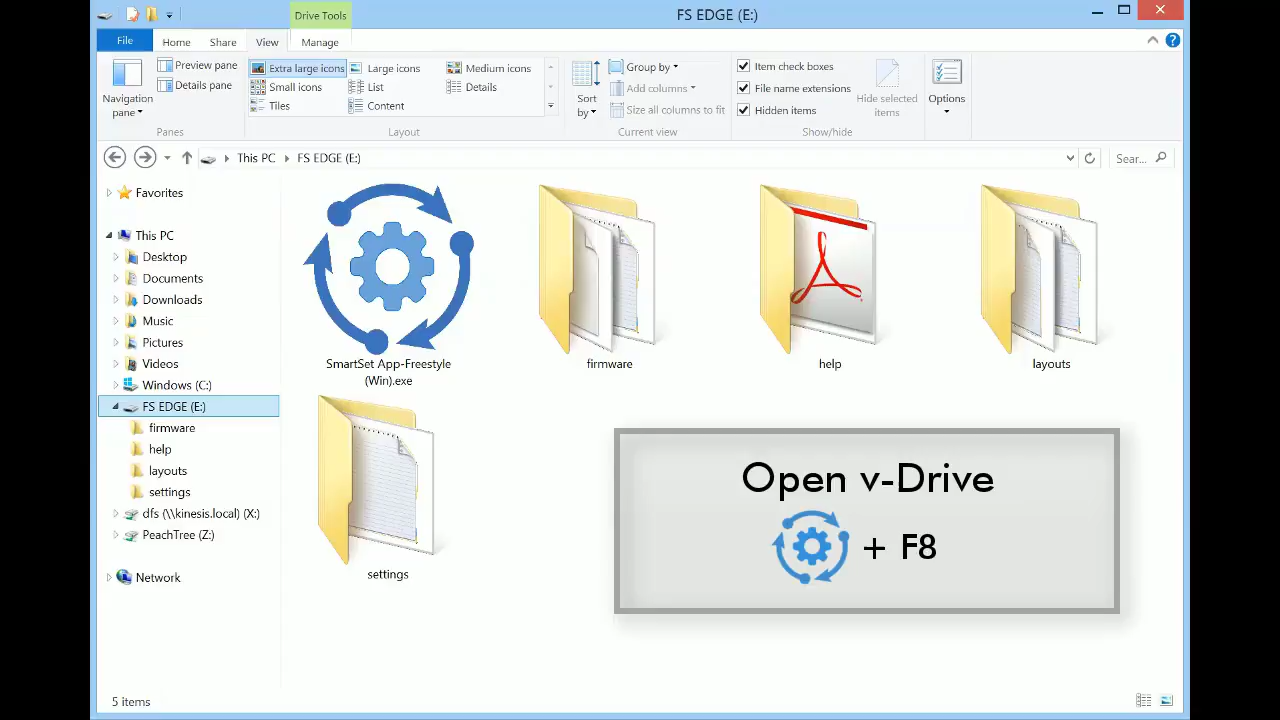 Drive Tools
FS EDGE (E:)
File
Home
Share
View
Manage
Navigation
pane
Preview pane
Details pane
Panes
Extra large icons
Large icons
Medium icons
Small icons
List
Details
Tiles
Content
Layout
Sort
by
Group by
Add columns
Size all columns to fit
Current view
Item check boxes
File name extensions
Hidden items
Hide selected
items
Show/hide
Options
This PC
FS EDGE (E:)
Sear...
Favorites
This PC
Desktop
Documents
Downloads
Music
Pictures
Videos
Windows (C:)
FS EDGE (E:)
firmware
help
layouts
settings
dfs (\\kinesis.local) (X:)
PeachTree (Z:)
Network
SmartSet App-Freestyle
(Win).exe
firmware
help
layouts
settings
Open v-Drive
+ F8
5 items